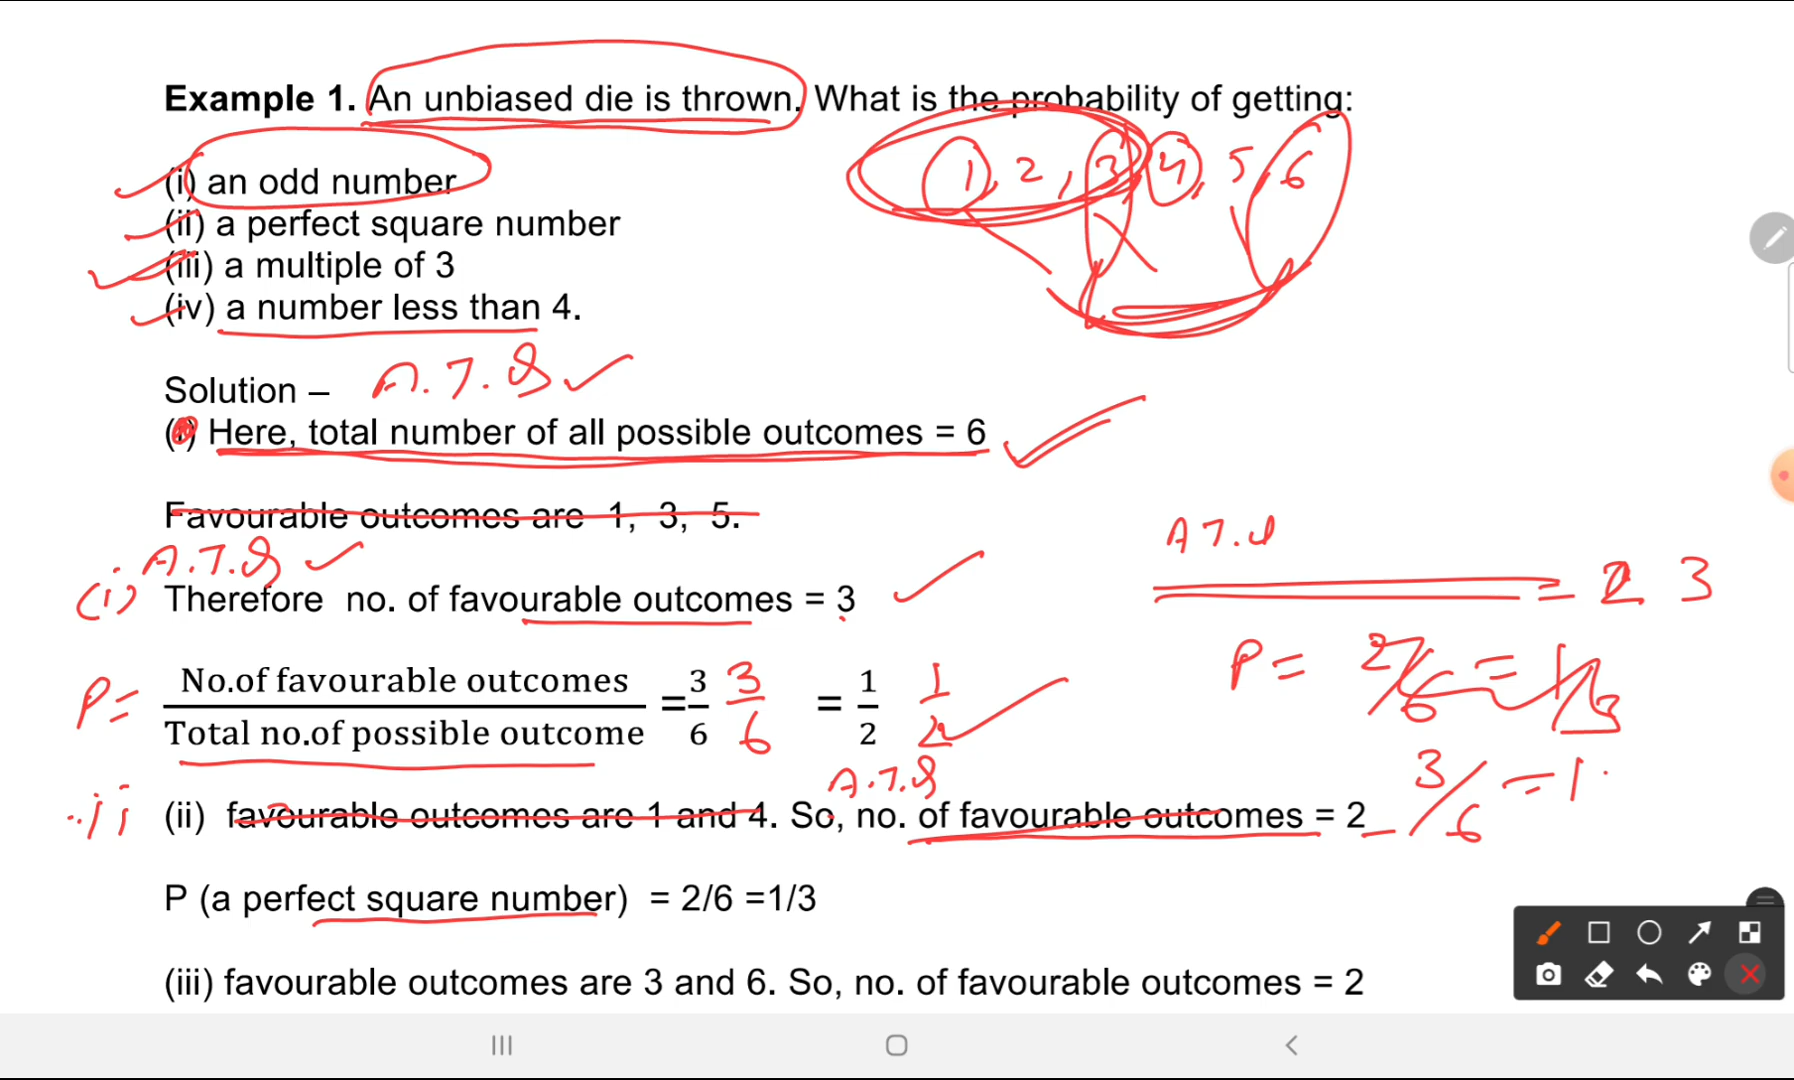 Example 1. An unbiased die is thrown. What is the probability of getting:
(i) an odd number
1, 2, 3, 4, 5, 6
(ii) a perfect square number
(iii) a multiple of 3
(iv) a number less than 4.
Solution – A.T.Q
Here, total number of all possible outcomes = 6
Favourable outcomes are 1, 3, 5.
A.T.Q
A.T.Q
(i) Therefore no. of favourable outcomes = 3
= 2 3
P= No.of favourable outcomes / Total no.of possible outcome = 3/6 3/6 = 1/2 1/2
P= 2/6 = 1/3
3/6 = 1
A.T.Q
ii (ii) favourable outcomes are 1 and 4. So, no. of favourable outcomes = 2
P (a perfect square number) = 2/6 =1/3
(iii) favourable outcomes are 3 and 6. So, no. of favourable outcomes = 2